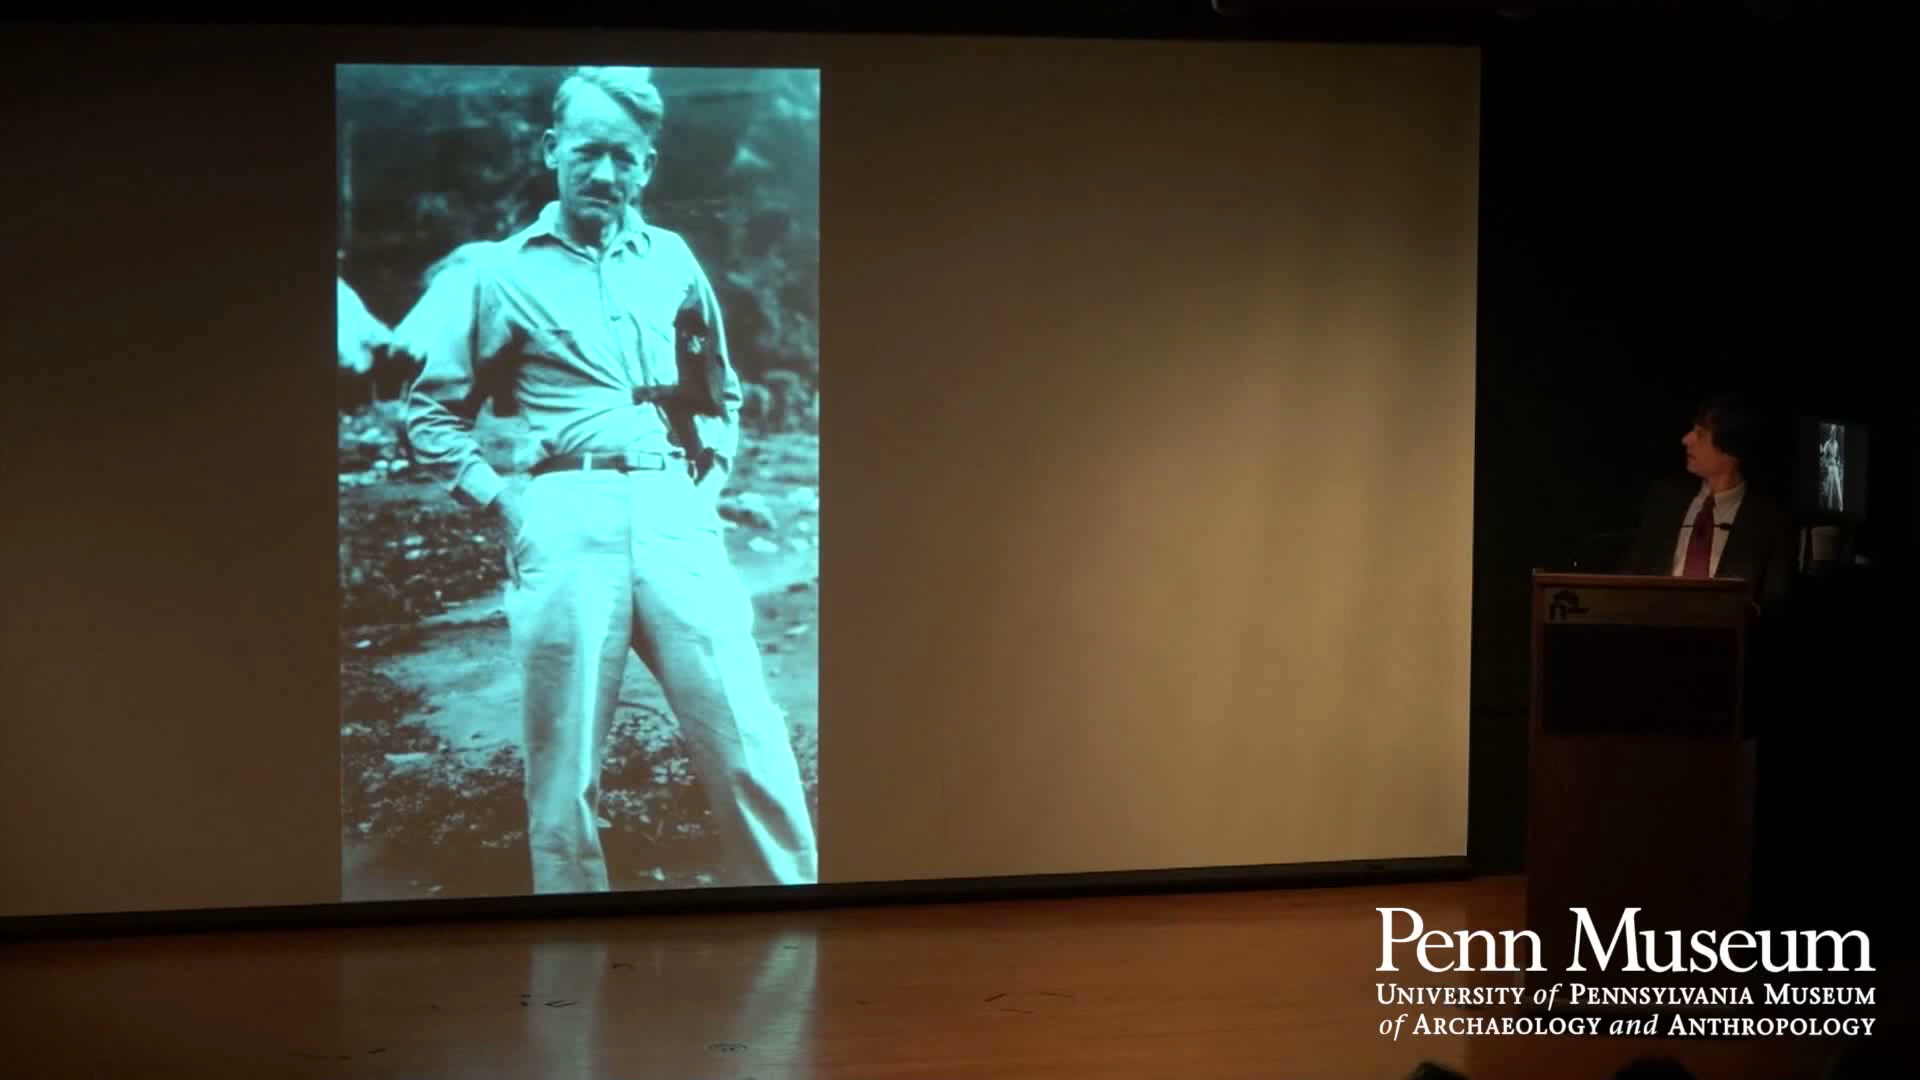 Penn Museum
UNIVERSITY of PENNSYLVANIA MUSEUM
of ARCHAEOLOGY and ANTHROPOLOGY